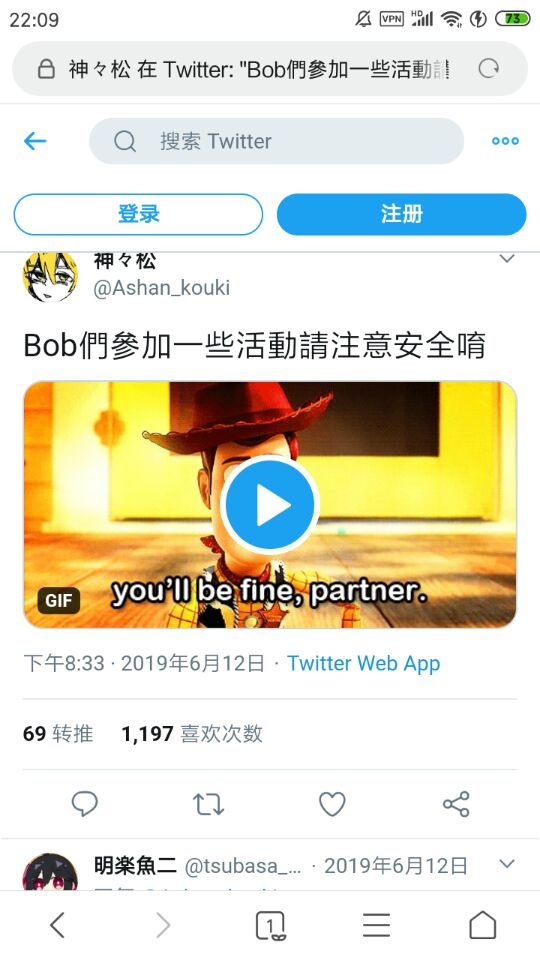 22:09
VPN HD 73
神々松 在 Twitter: "Bob們參加一些活動請
搜索 Twitter
登录
注册
神々松
@Ashan_kouki
Bob們參加一些活動請注意安全唷
you'll be fine, partner.
GIF
下午8:33 · 2019年6月12日 · Twitter Web App
69 转推 1,197 喜欢次数
明楽魚二 @tsubasa_... · 2019年6月12日
1